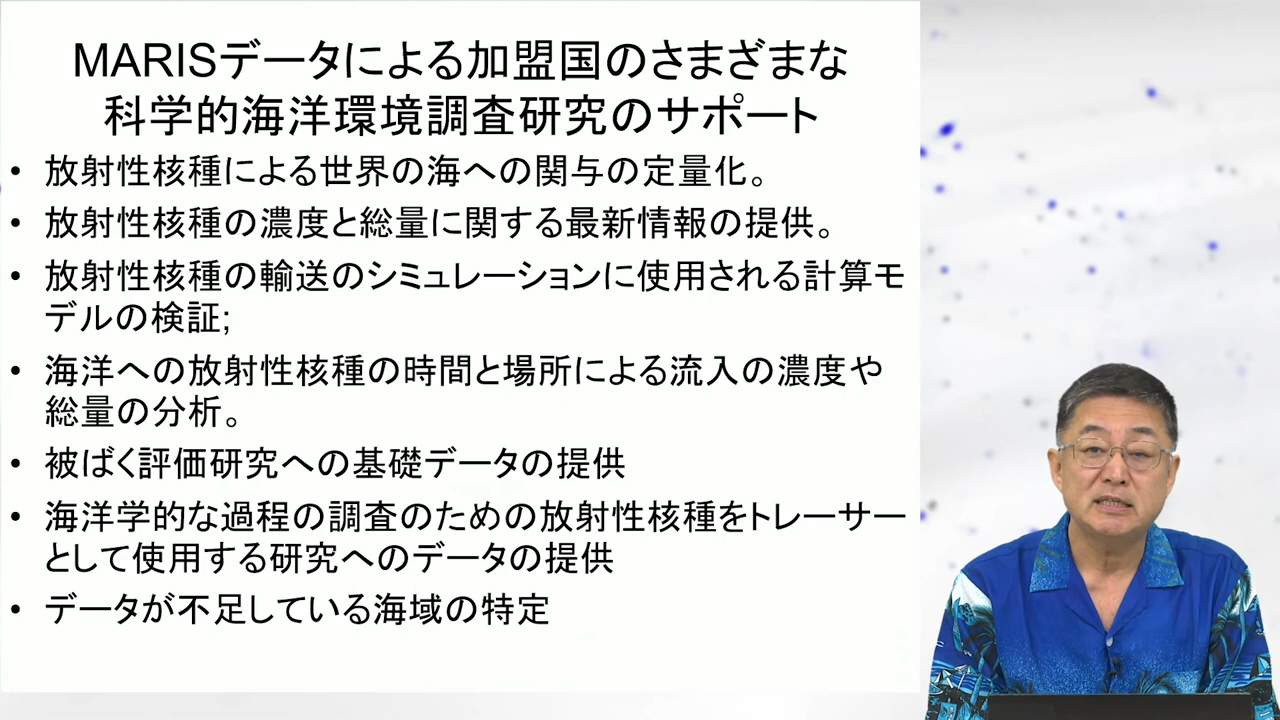 MARISデータによる加盟国のさまざまな
科学的海洋環境調査研究のサポート
• 放射性核種による世界の海への関与の定量化。
• 放射性核種の濃度と総量に関する最新情報の提供。
• 放射性核種の輸送のシミュレーションに使用される計算モ
デルの検証;
• 海洋への放射性核種の時間と場所による流入の濃度や
総量の分析。
• 被ばく評価研究への基礎データの提供
• 海洋学的な過程の調査のための放射性核種をトレーサー
として使用する研究へのデータの提供
• データが不足している海域の特定